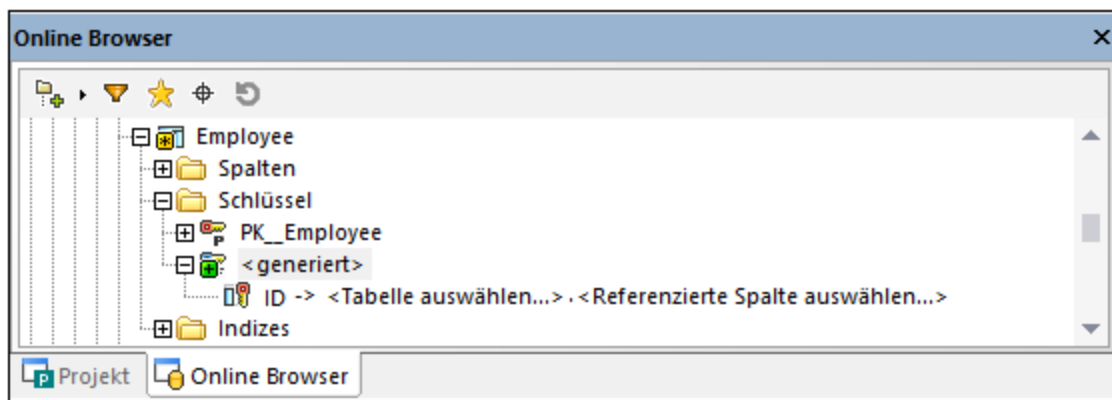 Online Browser
Employee
Spalten
Schlüssel
PK__Employee
<generiert>
ID -> <Tabelle auswählen...>.<Referenzierte Spalte auswählen...>
Indizes
Projekt Online Browser